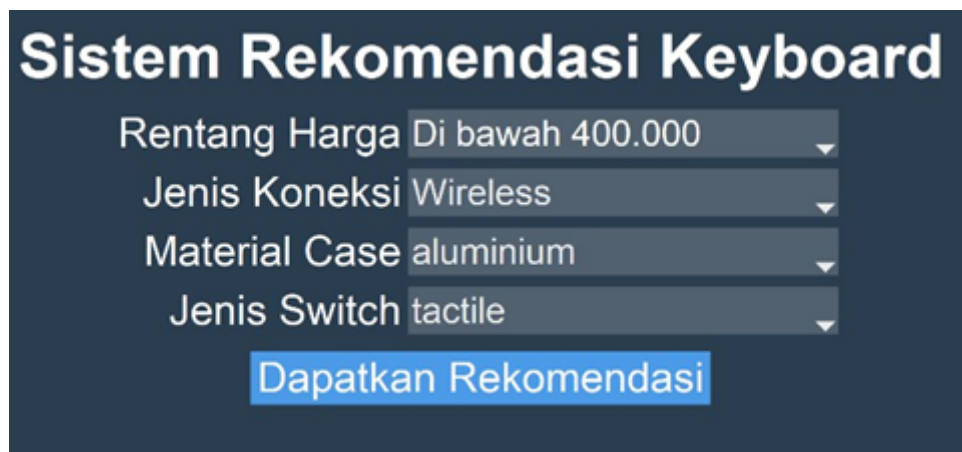 Sistem Rekomendasi Keyboard
Rentang Harga Di bawah 400.000
Jenis Koneksi Wireless
Material Case aluminium
Jenis Switch tactile
Dapatkan Rekomendasi